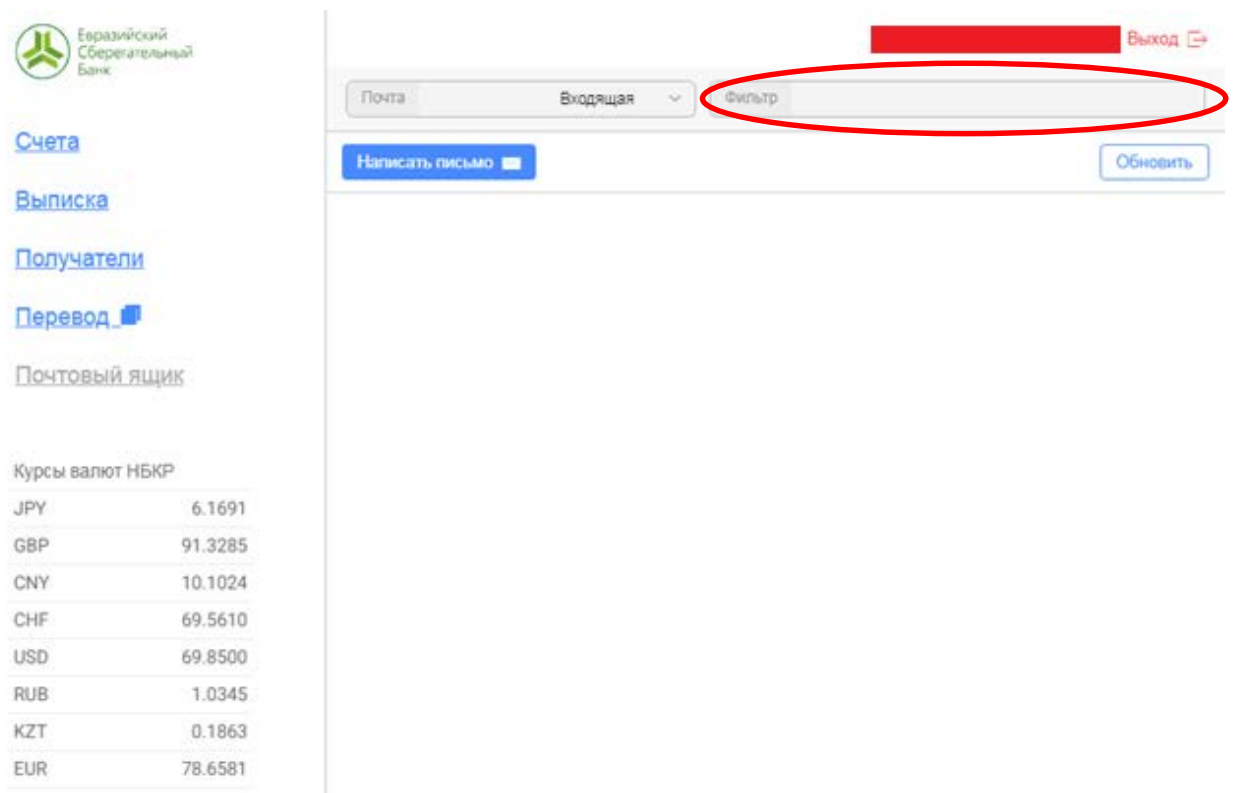 Евразийский
Сберегательный
Банк
Выход
Почта Входящая
Фильтр
Счета
Написать письмо
Обновить
Выписка
Получатели
Перевод
Почтовый ящик
Курсы валют НБКР
JPY 6.1691
GBP 91.3285
CNY 10.1024
CHF 69.5610
USD 69.8500
RUB 1.0345
KZT 0.1863
EUR 78.6581